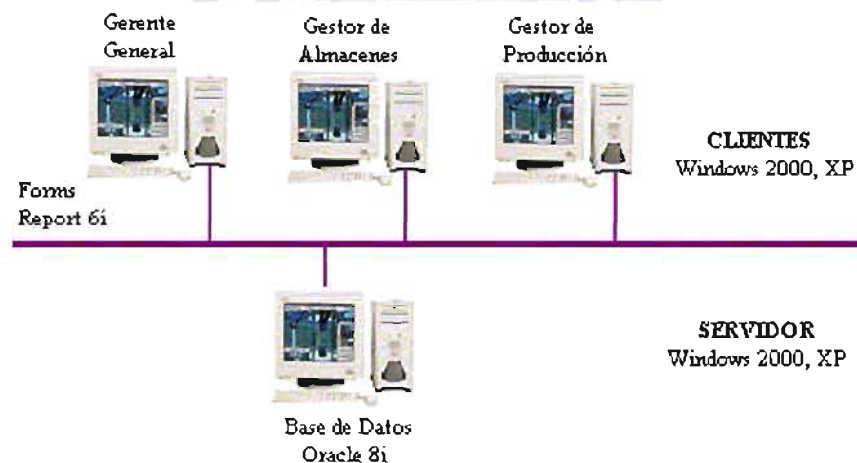 Gerente
General
Gestor de
Almacenes
Gestor de
Producción
CLIENTES
Windows 2000, XP
Forms
Report 6i
SERVIDOR
Windows 2000, XP
Base de Datos
Oracle 8i